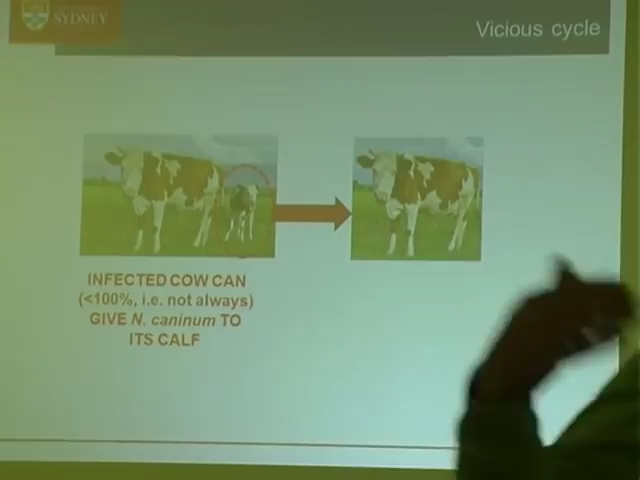 SYDNEY
Vicious cycle
INFECTED COW CAN
(<100%, i.e. not always)
GIVE N. caninum TO
ITS CALF